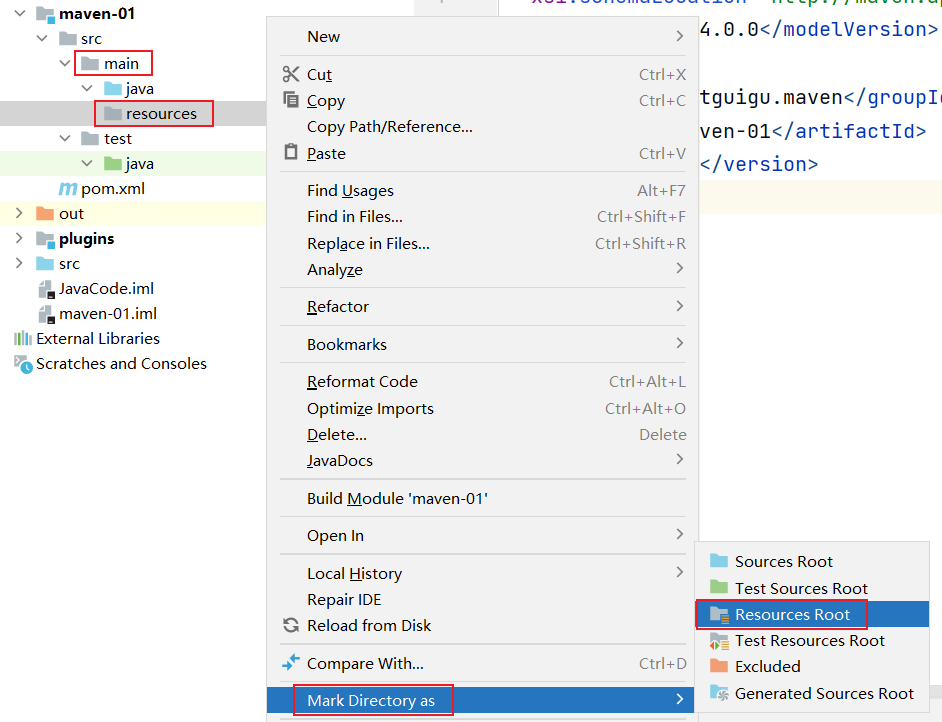 maven-01
src
main
java
resources
test
java
pom.xml
out
plugins
src
JavaCode.iml
maven-01.iml
External Libraries
Scratches and Consoles
New
Cut Ctrl+X
Copy Ctrl+C
Copy Path/Reference...
Paste Ctrl+V
Find Usages Alt+F7
Find in Files... Ctrl+Shift+F
Replace in Files... Ctrl+Shift+R
Analyze
Refactor
Bookmarks
Reformat Code Ctrl+Alt+L
Optimize Imports Ctrl+Alt+O
Delete... Delete
JavaDocs
Build Module 'maven-01'
Open In
Local History
Repair IDE
Reload from Disk
Compare With... Ctrl+D
Mark Directory as
Sources Root
Test Sources Root
Resources Root
Test Resources Root
Excluded
Generated Sources Root
4.0.0</modelVersion>
tguigu.maven</groupId
ven-01</artifactId>
</version>